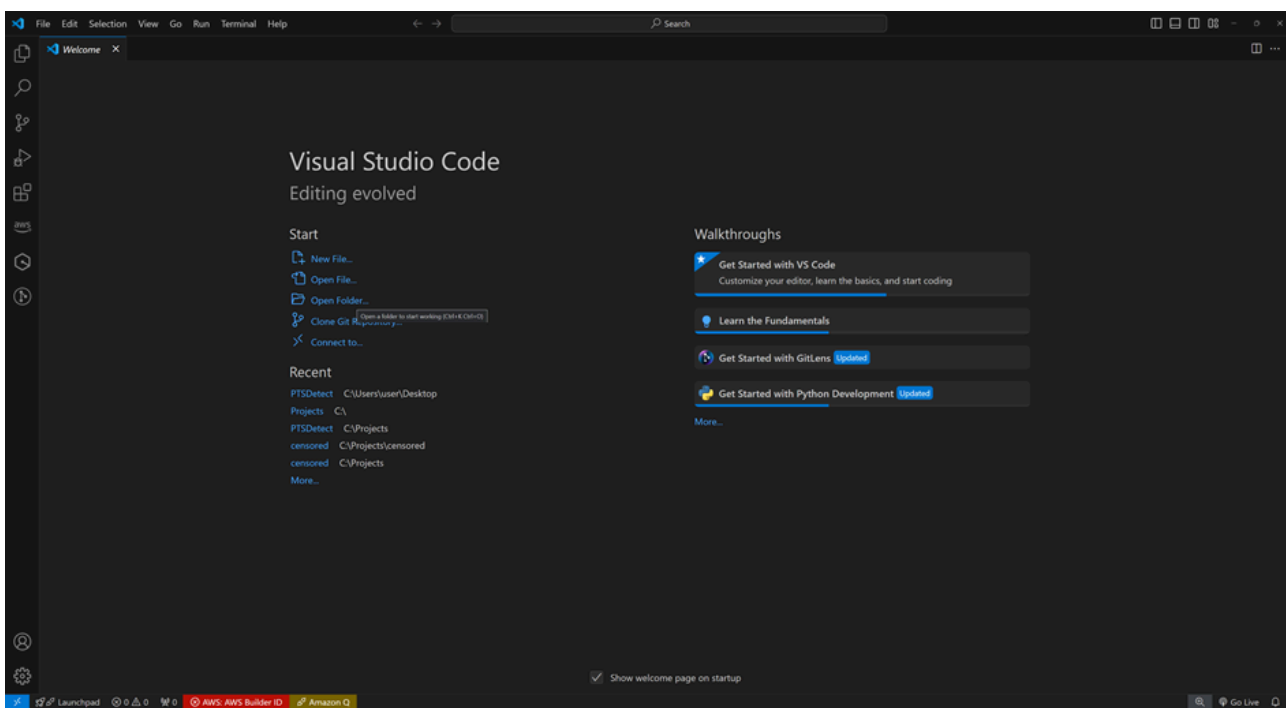 File Edit Selection View Go Run Terminal Help
Search
Welcome
Visual Studio Code
Editing evolved
Start
New File...
Open File...
Open Folder...
Open a folder to start working (Ctrl+K Ctrl+O)
Clone Git Repository...
Connect to...
Recent
PTSDetect C:\Users\user\Desktop
Projects C:\
PTSDetect C:\Projects
censored C:\Projects\censored
censored C:\Projects
More...
Walkthroughs
Get Started with VS Code
Customize your editor, learn the basics, and start coding
Learn the Fundamentals
Get Started with GitLens Updated
Get Started with Python Development Updated
More...
aws
Show welcome page on startup
Launchpad 0 0 0 AWS: AWS Builder ID Amazon Q Go Live